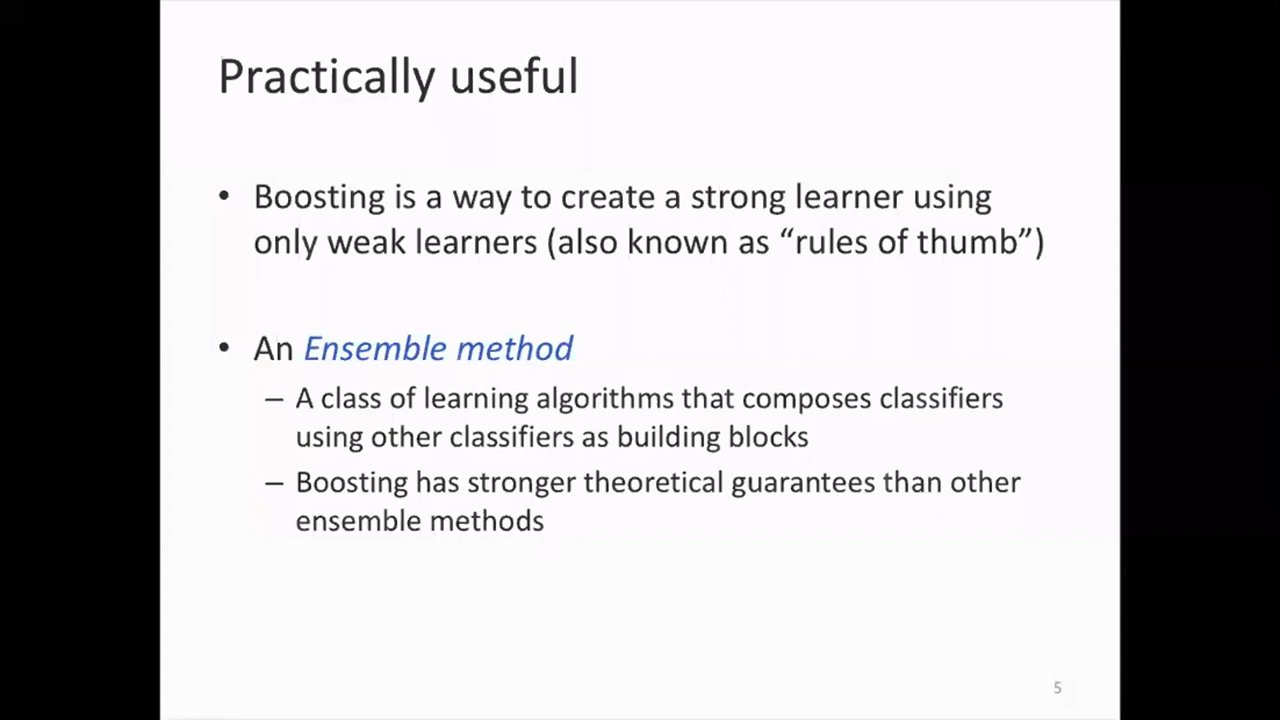 Practically useful
• Boosting is a way to create a strong learner using
only weak learners (also known as “rules of thumb”)
• An Ensemble method
– A class of learning algorithms that composes classifiers
using other classifiers as building blocks
– Boosting has stronger theoretical guarantees than other
ensemble methods
5